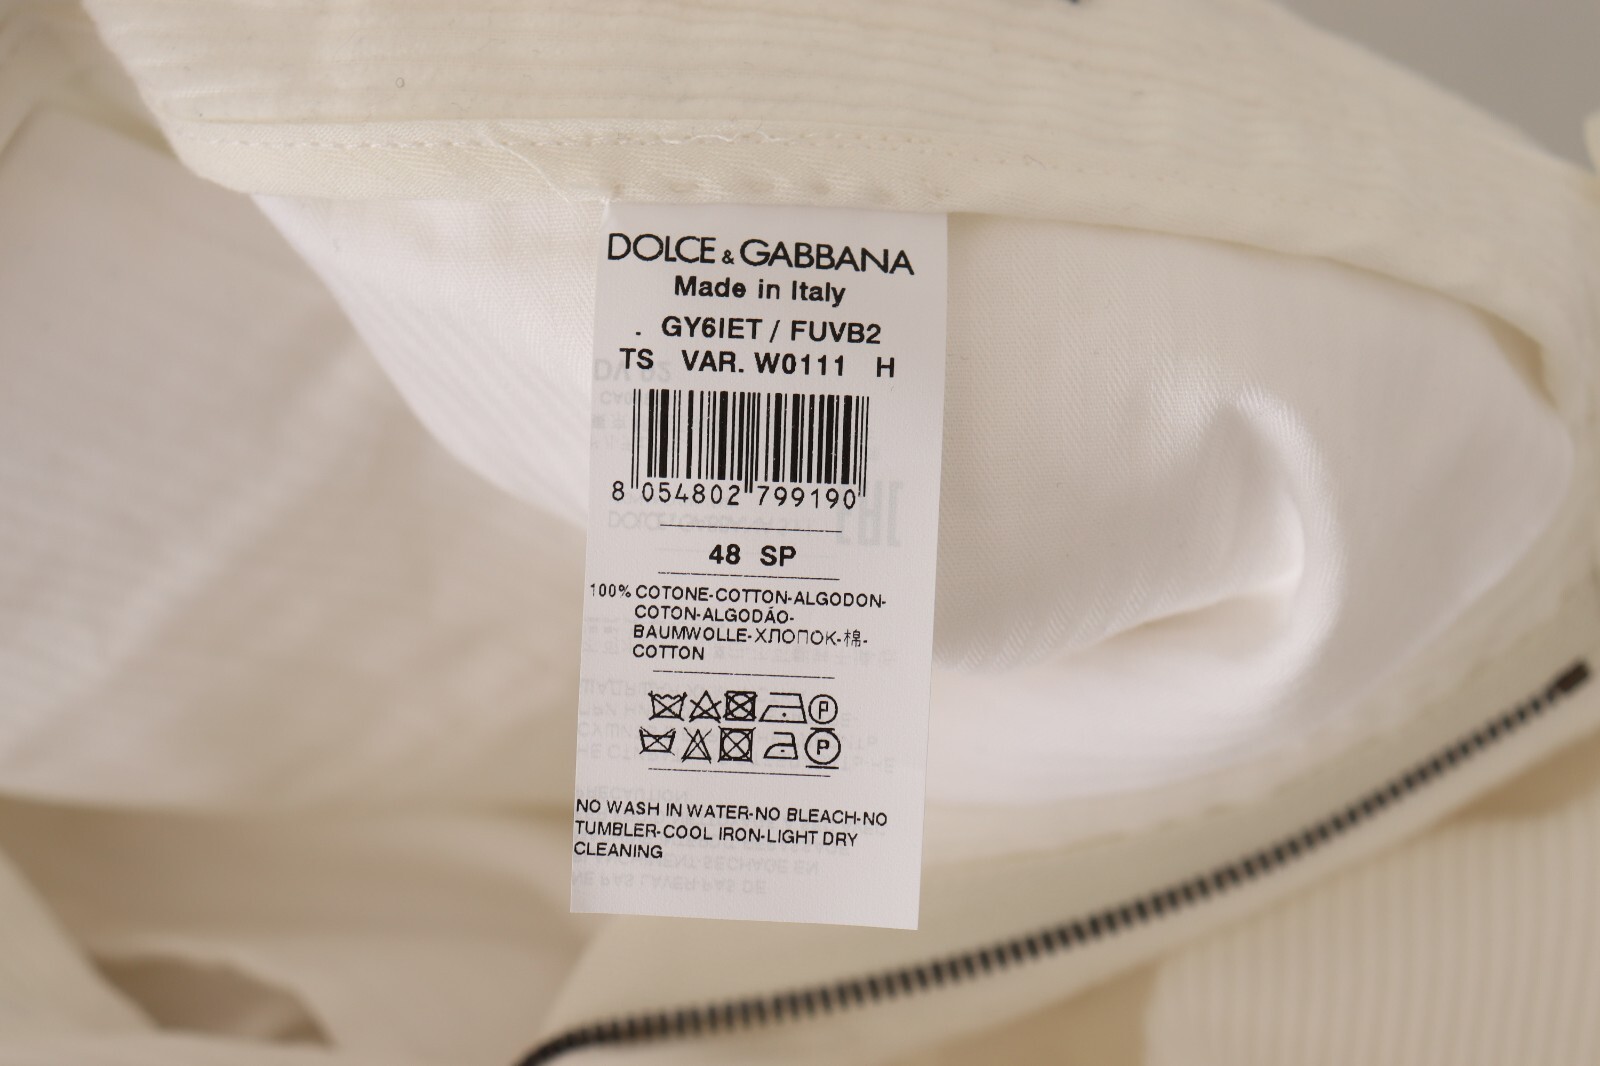 DOLCE & GABBANA
Made in Italy
. GY6IET / FUVB2
TS VAR. W0111 H
8 054802 799190
48 SP
100% COTONE-COTTON-ALGODON-
COTON-ALGODÃO-
BAUMWOLLE-ХЛОПОК-棉-
COTTON
P
P
NO WASH IN WATER-NO BLEACH-NO
TUMBLER-COOL IRON-LIGHT DRY
CLEANING